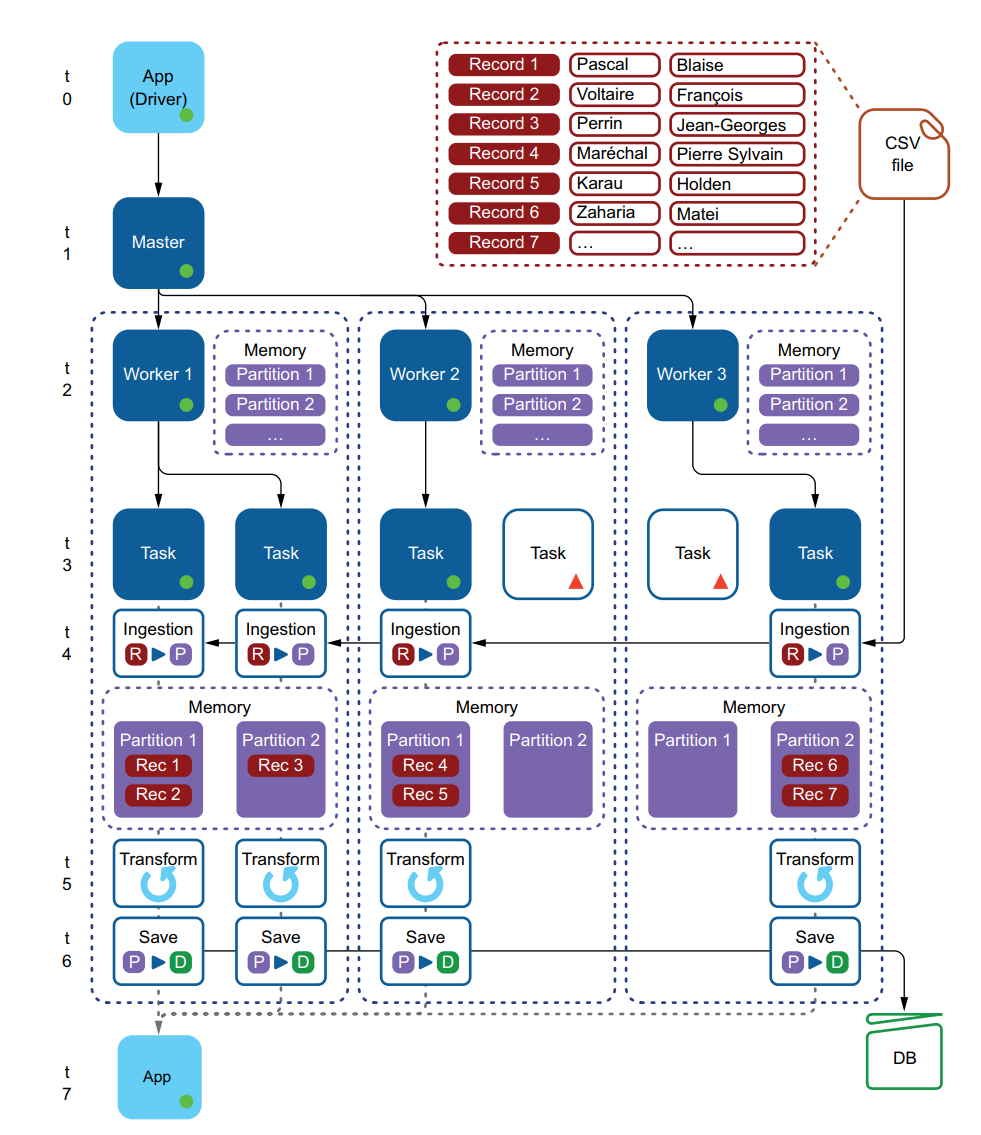 t
0
App
(Driver)
Record 1 Pascal Blaise
Record 2 Voltaire François
Record 3 Perrin Jean-Georges
Record 4 Maréchal Pierre Sylvain
Record 5 Karau Holden
Record 6 Zaharia Matei
Record 7 … …
CSV
file
t
1
Master
t
2
Worker 1
Memory
Partition 1
Partition 2
…
Worker 2
Memory
Partition 1
Partition 2
…
Worker 3
Memory
Partition 1
Partition 2
…
t
3
Task Task Task Task Task Task
t
4
Ingestion Ingestion Ingestion Ingestion
R P R P R P R P
Memory Memory Memory
Partition 1 Partition 2 Partition 1 Partition 2 Partition 1 Partition 2
Rec 1 Rec 3 Rec 4 Rec 6
Rec 2 Rec 5 Rec 7
t
5
Transform Transform Transform Transform
t
6
Save Save Save Save
P D P D P D P D
t
7
App
DB